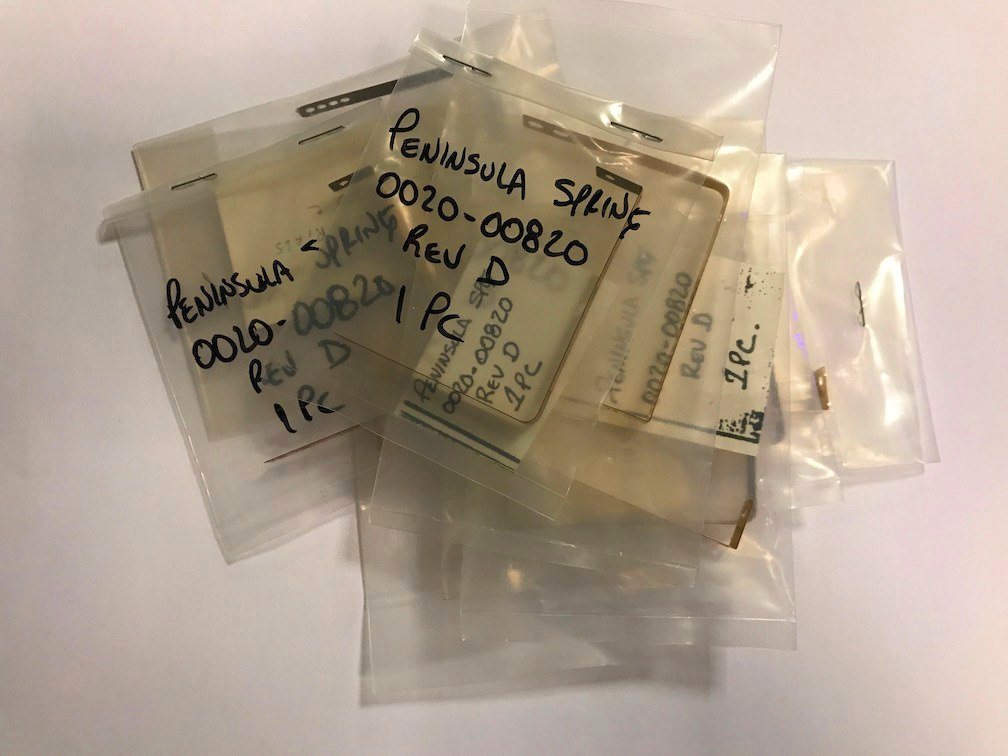 PENINSULA SPRING
0020-00820
REV D
1 PC
PENINSULA SPRING
0020-00820
REV D
1 PC
PENINSULA
0020-00820
REV D
1PC
PENINSULA
0020-00820
REV D
1PC.